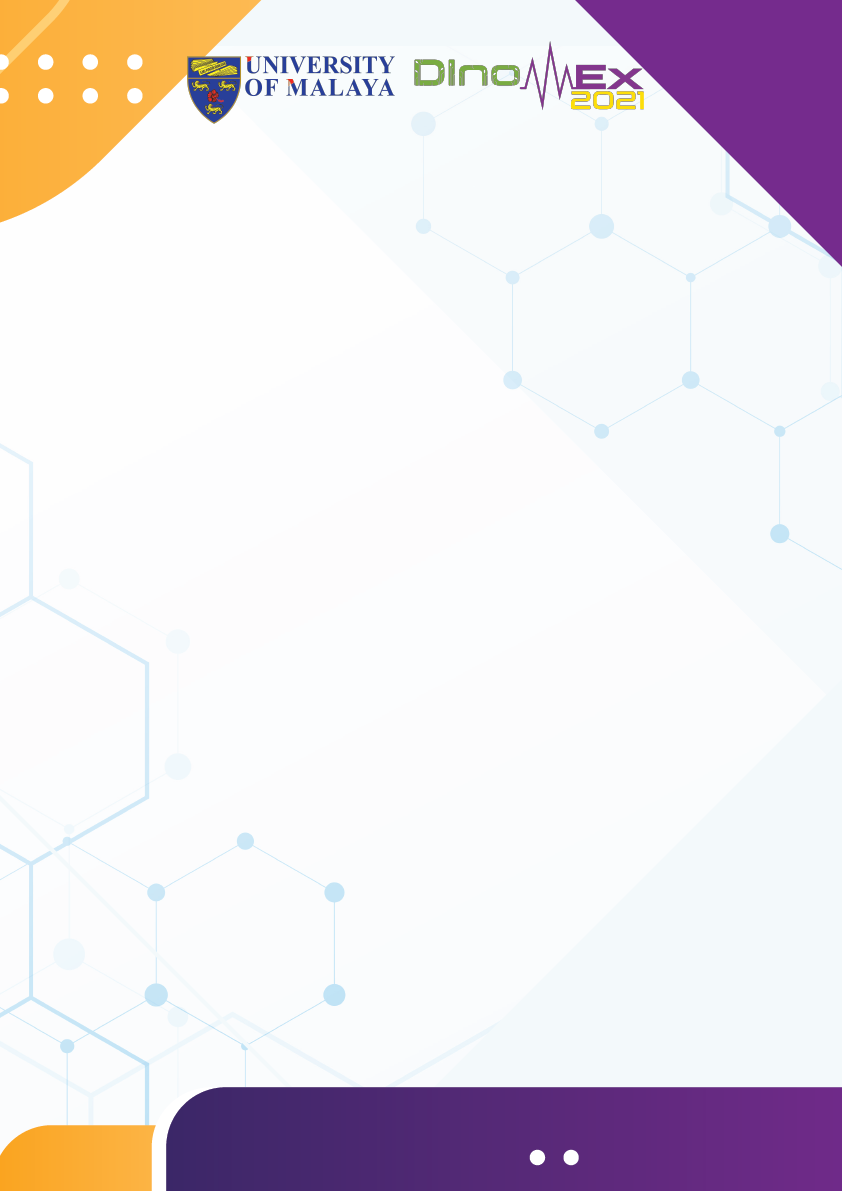 UNIVERSITY
OF MALAYA
DInoMEx
2021